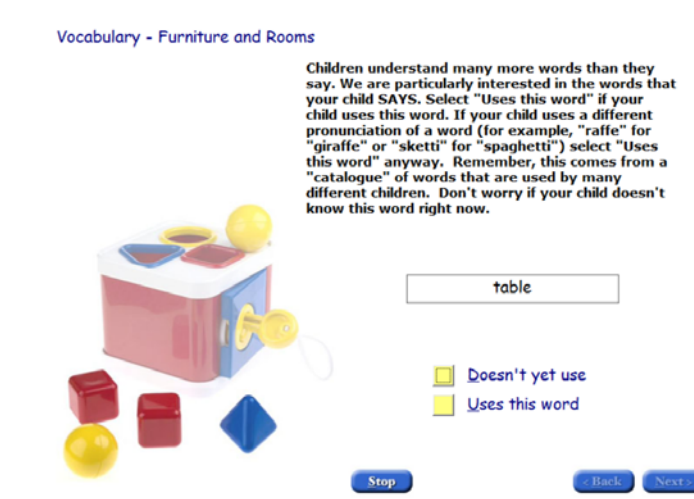 Vocabulary - Furniture and Rooms
Children understand many more words than they
say. We are particularly interested in the words that
your child SAYS. Select "Uses this word" if your
child uses this word. If your child uses a different
pronunciation of a word (for example, "raffe" for
"giraffe" or "sketti" for "spaghetti") select "Uses
this word" anyway.  Remember, this comes from a
"catalogue" of words that are used by many
different children.  Don't worry if your child doesn't
know this word right now.
table
Doesn't yet use
Uses this word
Stop
< Back
Next >